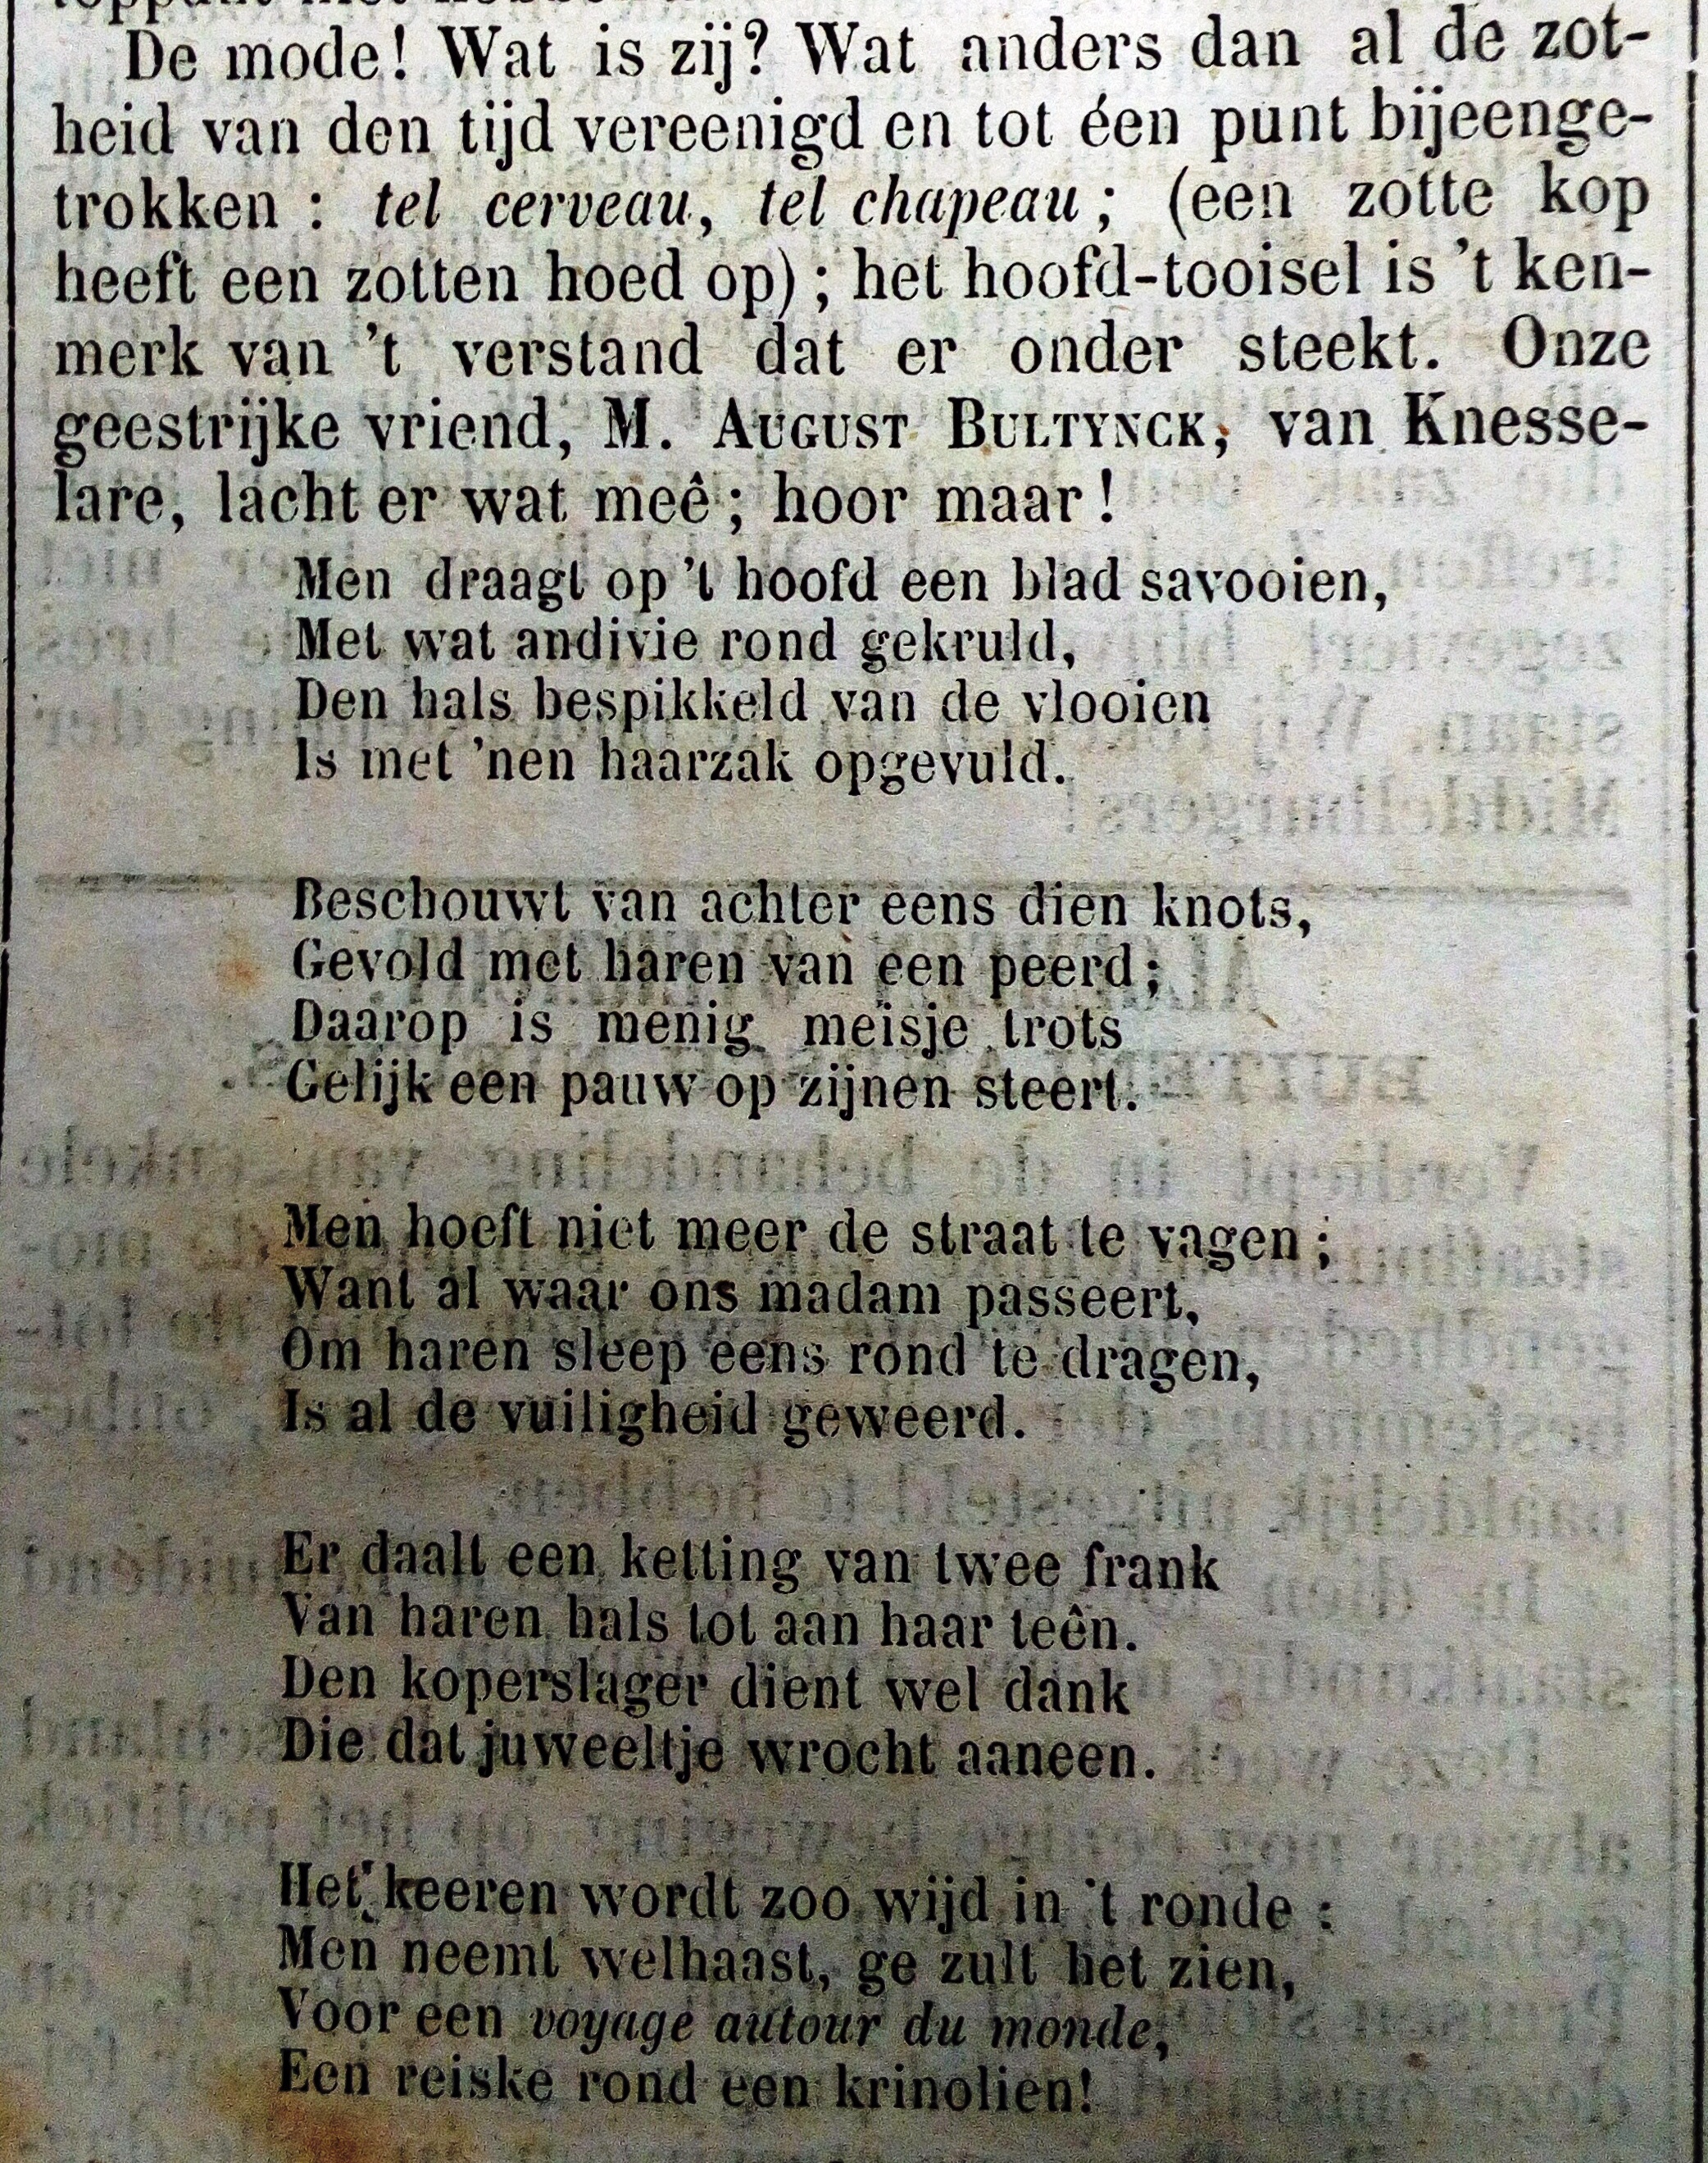 De mode! Wat is zij? Wat anders dan al de zot-
heid van den tijd vereenigd en tot éen punt bijeenge-
trokken : tel cerveau, tel chapeau ; (een zotte kop
heeft een zotten hoed op) ; het hoofd-tooisel is 't ken-
merk van 't verstand dat er onder steekt. Onze
geestrijke vriend, M. AUGUST BULTYNCK, van Knesse-
lare, lacht er wat meê ; hoor maar !
Men draagt op 't hoofd een blad savooien,
Met wat andivie rond gekruld,
Den hals bespikkeld van de vlooien
Is met 'nen haarzak opgevuld.
Beschouwt van achter eens dien knots,
Gevold met haren van een peerd ;
Daarop is menig meisje trots
Gelijk een pauw op zijnen steert.
Men hoeft niet meer de straat te vagen ;
Want al waar ons madam passeert,
Om haren sleep eens rond te dragen,
Is al de vuiligheid geweerd.
Er daalt een ketting van twee frank
Van haren hals tot aan haar teên.
Den koperslager dient wel dank
Die dat juweeltje wrocht aaneen.
Het keeren wordt zoo wijd in 't ronde :
Men neemt welhaast, ge zult het zien,
Voor een voyage autour du monde,
Een reiske rond een krinolien!